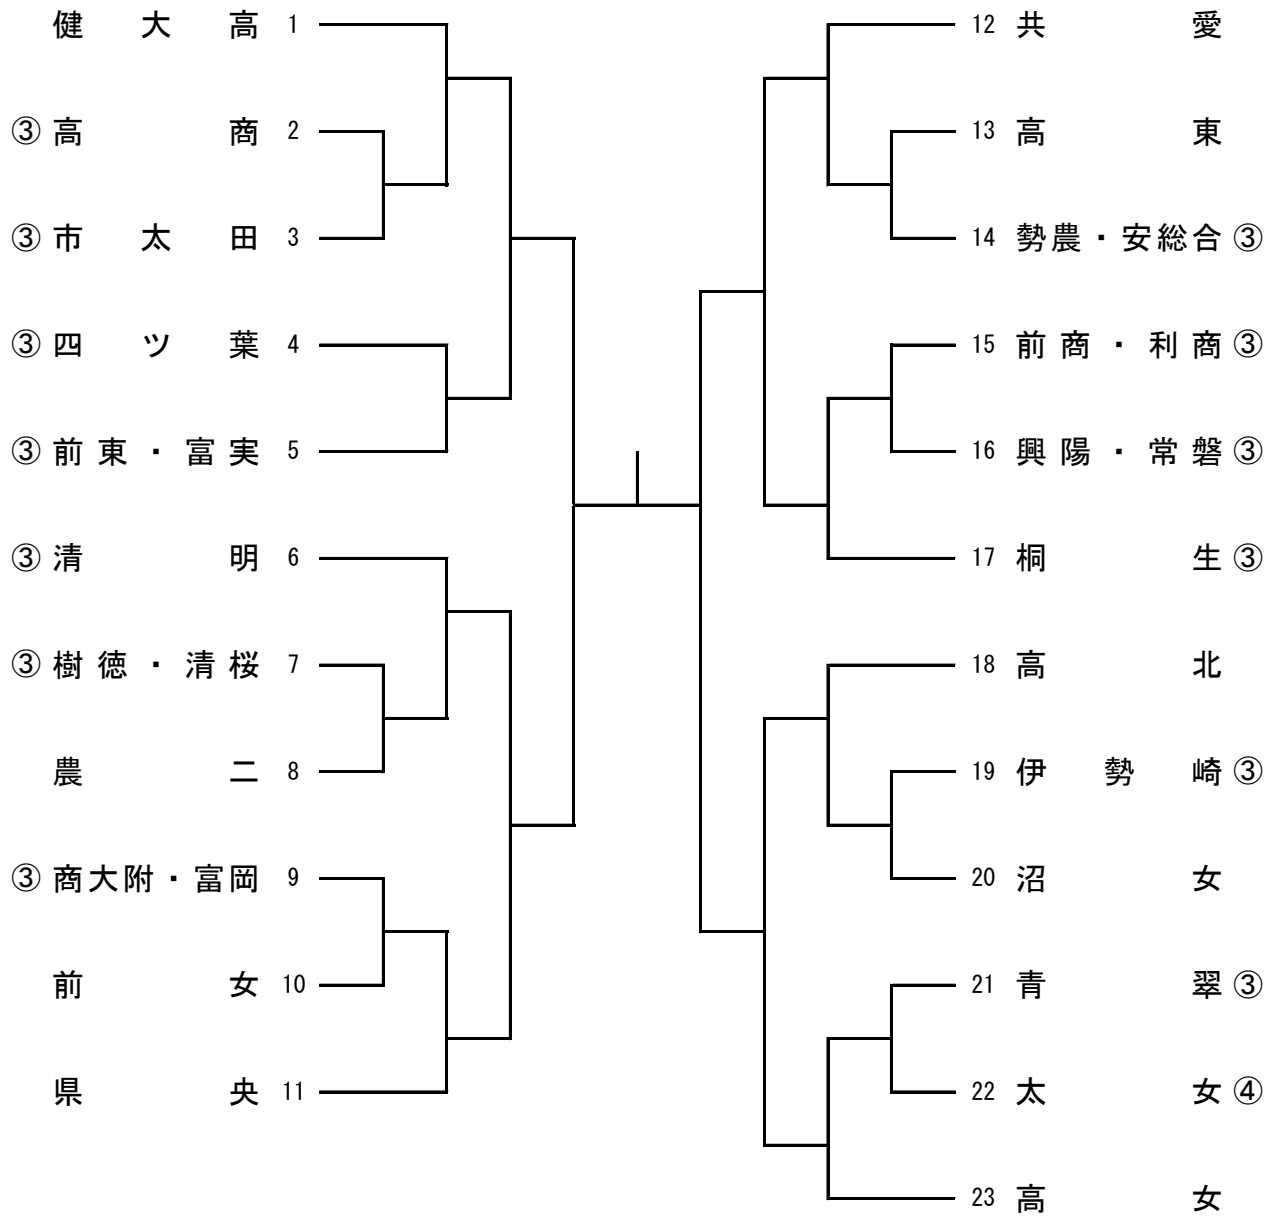 健大高 1
③ 高商 2
③ 市太田 3
③ 四ツ葉 4
③ 前東・富実 5
③ 清明 6
③ 樹徳・清桜 7
農二 8
③ 商大附・富岡 9
前女 10
県央 11
12 共愛
13 高東
14 勢農・安総合 ③
15 前商・利商 ③
16 興陽・常磐 ③
17 桐生 ③
18 高北
19 伊勢崎 ③
20 沼女
21 青翠 ③
22 太女 ④
23 高女